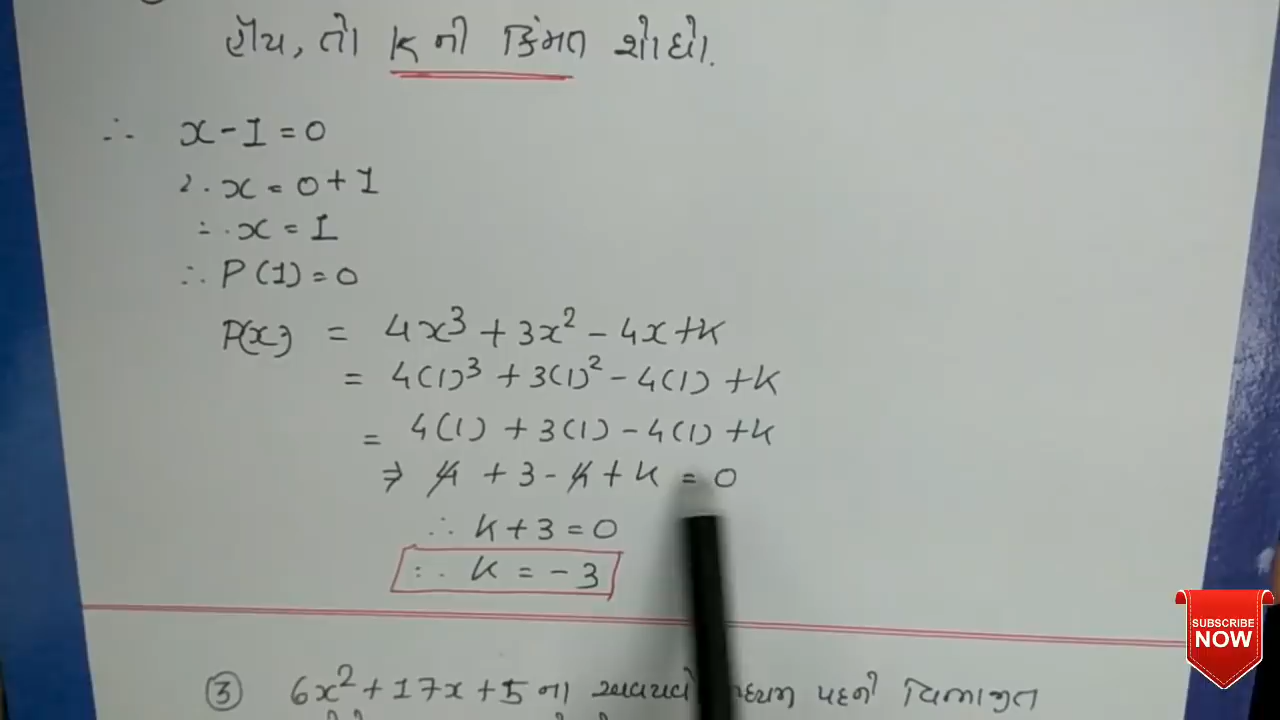 હોય, તો K ની કિંમત શોધો.
∴ x - 1 = 0
∴ x = 0 + 1
∴ x = 1
∴ P(1) = 0
P(x) = 4x³ + 3x² - 4x + k
= 4(1)³ + 3(1)² - 4(1) + k
= 4(1) + 3(1) - 4(1) + k
⇒ 4 + 3 - 4 + k = 0
∴ k + 3 = 0
∴ k = -3
③ 6x² + 17x + 5 ના અવયવો પદની વિભાજીત
SUBSCRIBE
NOW